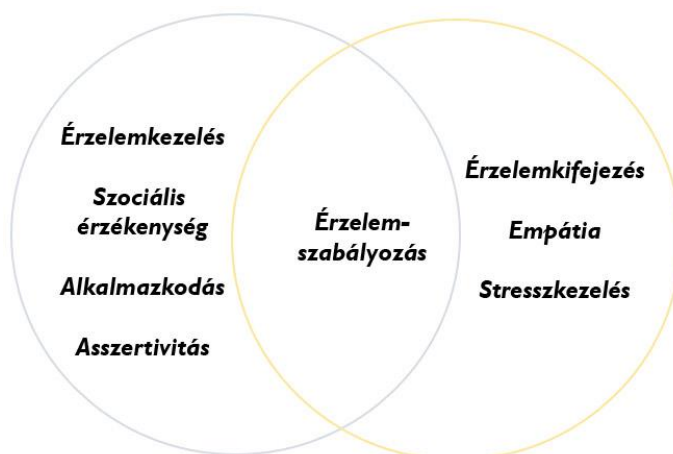 Érzelemkezelés
Szociális
érzékenység
Alkalmazkodás
Asszertivitás
Érzelem-
szabályozás
Érzelemkifejezés
Empátia
Stresszkezelés